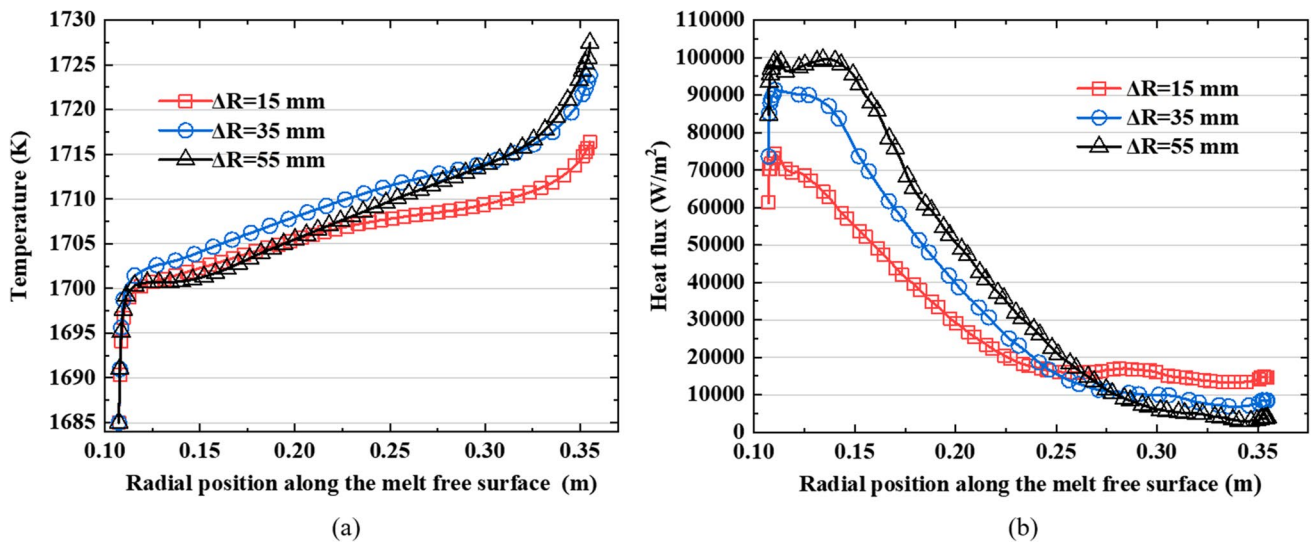 1730
1725
1720
1715
1710
1705
1700
1695
1690
1685
Temperature (K)
ΔR=15 mm
ΔR=35 mm
ΔR=55 mm
0.10 0.15 0.20 0.25 0.30 0.35
Radial position along the melt free surface (m)
(a)
110000
100000
90000
80000
70000
60000
50000
40000
30000
20000
10000
0
Heat flux (W/m²)
ΔR=15 mm
ΔR=35 mm
ΔR=55 mm
0.10 0.15 0.20 0.25 0.30 0.35
Radial position along the melt free surface (m)
(b)